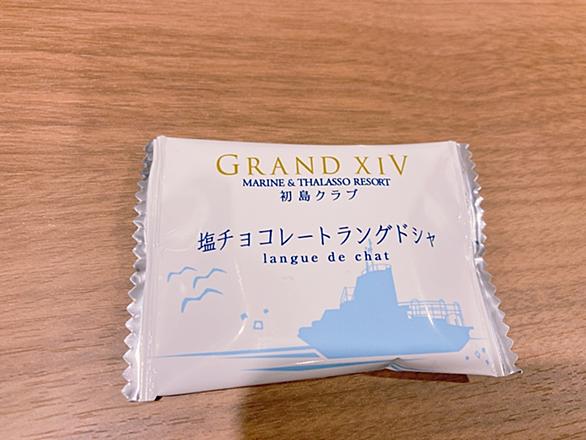 GRAND XIV
MARINE & THALASSO RESORT
初島クラブ
塩チョコレートラングドシャ
langue de chat